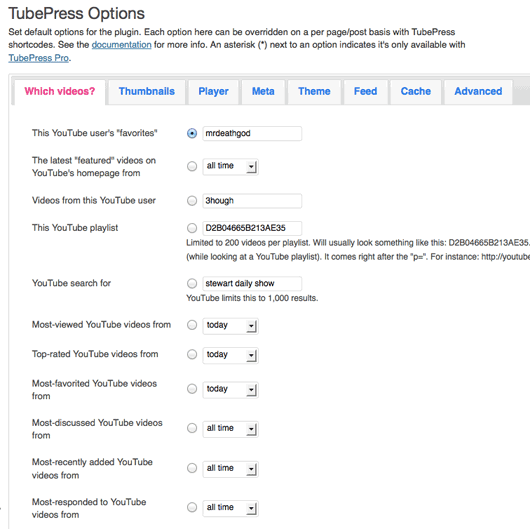 TubePress Options
Set default options for the plugin. Each option here can be overridden on a per page/post basis with TubePress
shortcodes. See the documentation for more info. An asterisk (*) next to an option indicates it's only available with
TubePress Pro.
Which videos? Thumbnails Player Meta Theme Feed Cache Advanced
This YouTube user's "favorites" mrdeathgod
The latest "featured" videos on
YouTube's homepage from all time
Videos from this YouTube user 3hough
This YouTube playlist D2B04665B213AE35
Limited to 200 videos per playlist. Will usually look something like this: D2B04665B213AE35.
(while looking at a YouTube playlist). It comes right after the "p=". For instance: http://youtube
YouTube search for stewart daily show
YouTube limits this to 1,000 results.
Most-viewed YouTube videos from today
Top-rated YouTube videos from today
Most-favorited YouTube videos
from today
Most-discussed YouTube videos
from all time
Most-recently added YouTube
videos from all time
Most-responded to YouTube
videos from all time